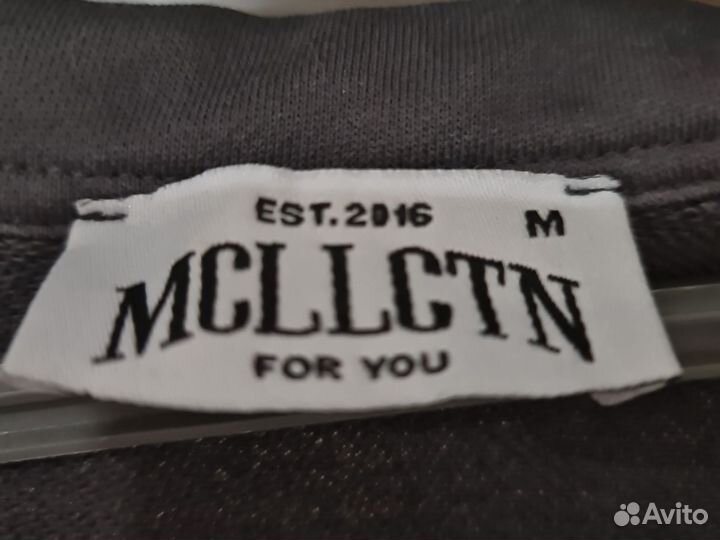 EST.2016 M
MCLLCTN
FOR YOU
Avito